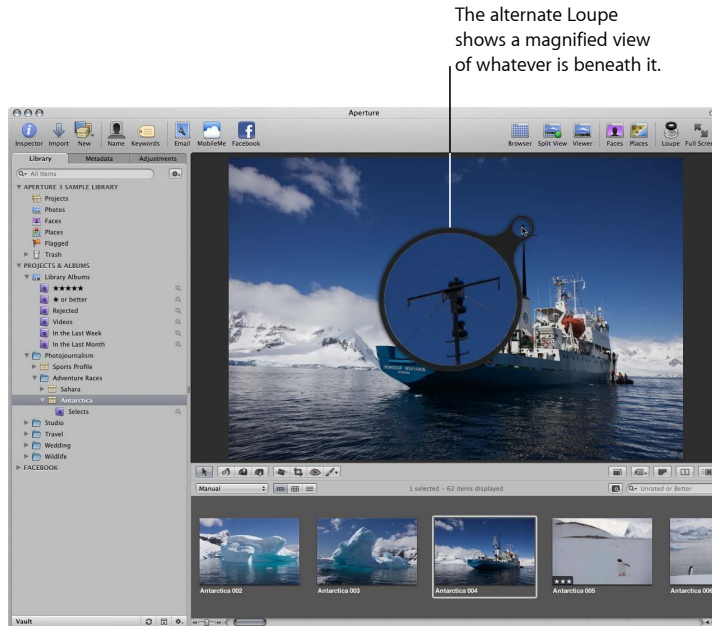 The alternate Loupe
shows a magnified view
of whatever is beneath it.
Aperture
Inspector Import New Name Keywords Email MobileMe Facebook Browser Split View Viewer Faces Places Loupe Full Screen
Library Metadata Adjustments
All Items
APERTURE 3 SAMPLE LIBRARY
Projects
Photos
Faces
Places
Flagged
Trash
PROJECTS & ALBUMS
Library Albums
★★★★★
★ or better
Rejected
Videos
In the Last Week
In the Last Month
Photojournalism
Sports Profile
Adventure Races
Sahara
Antarctica
Selects
Studio
Travel
Wedding
Wildlife
FACEBOOK
Manual 1 selected - 62 items displayed Unrated or Better
Antarctica 002 Antarctica 003 Antarctica 004 Antarctica 005 Antarctica 006
Vault